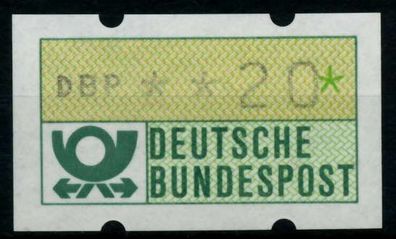 DBP * * 20*
DEUTSCHE
BUNDESPOST